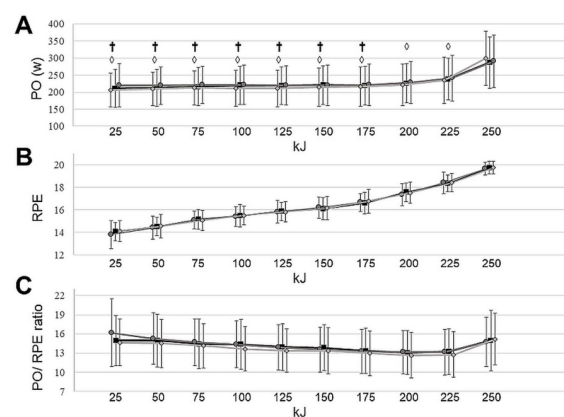 A
PO (w)
400
350
300
250
200
150
100
† † † † † † †
◊ ◊ ◊ ◊ ◊ ◊ ◊ ◊ ◊
25 50 75 100 125 150 175 200 225 250
kJ
B
RPE
20
18
16
14
12
25 50 75 100 125 150 175 200 225 250
kJ
C
PO/ RPE ratio
22
19
16
13
10
7
25 50 75 100 125 150 175 200 225 250
kJ